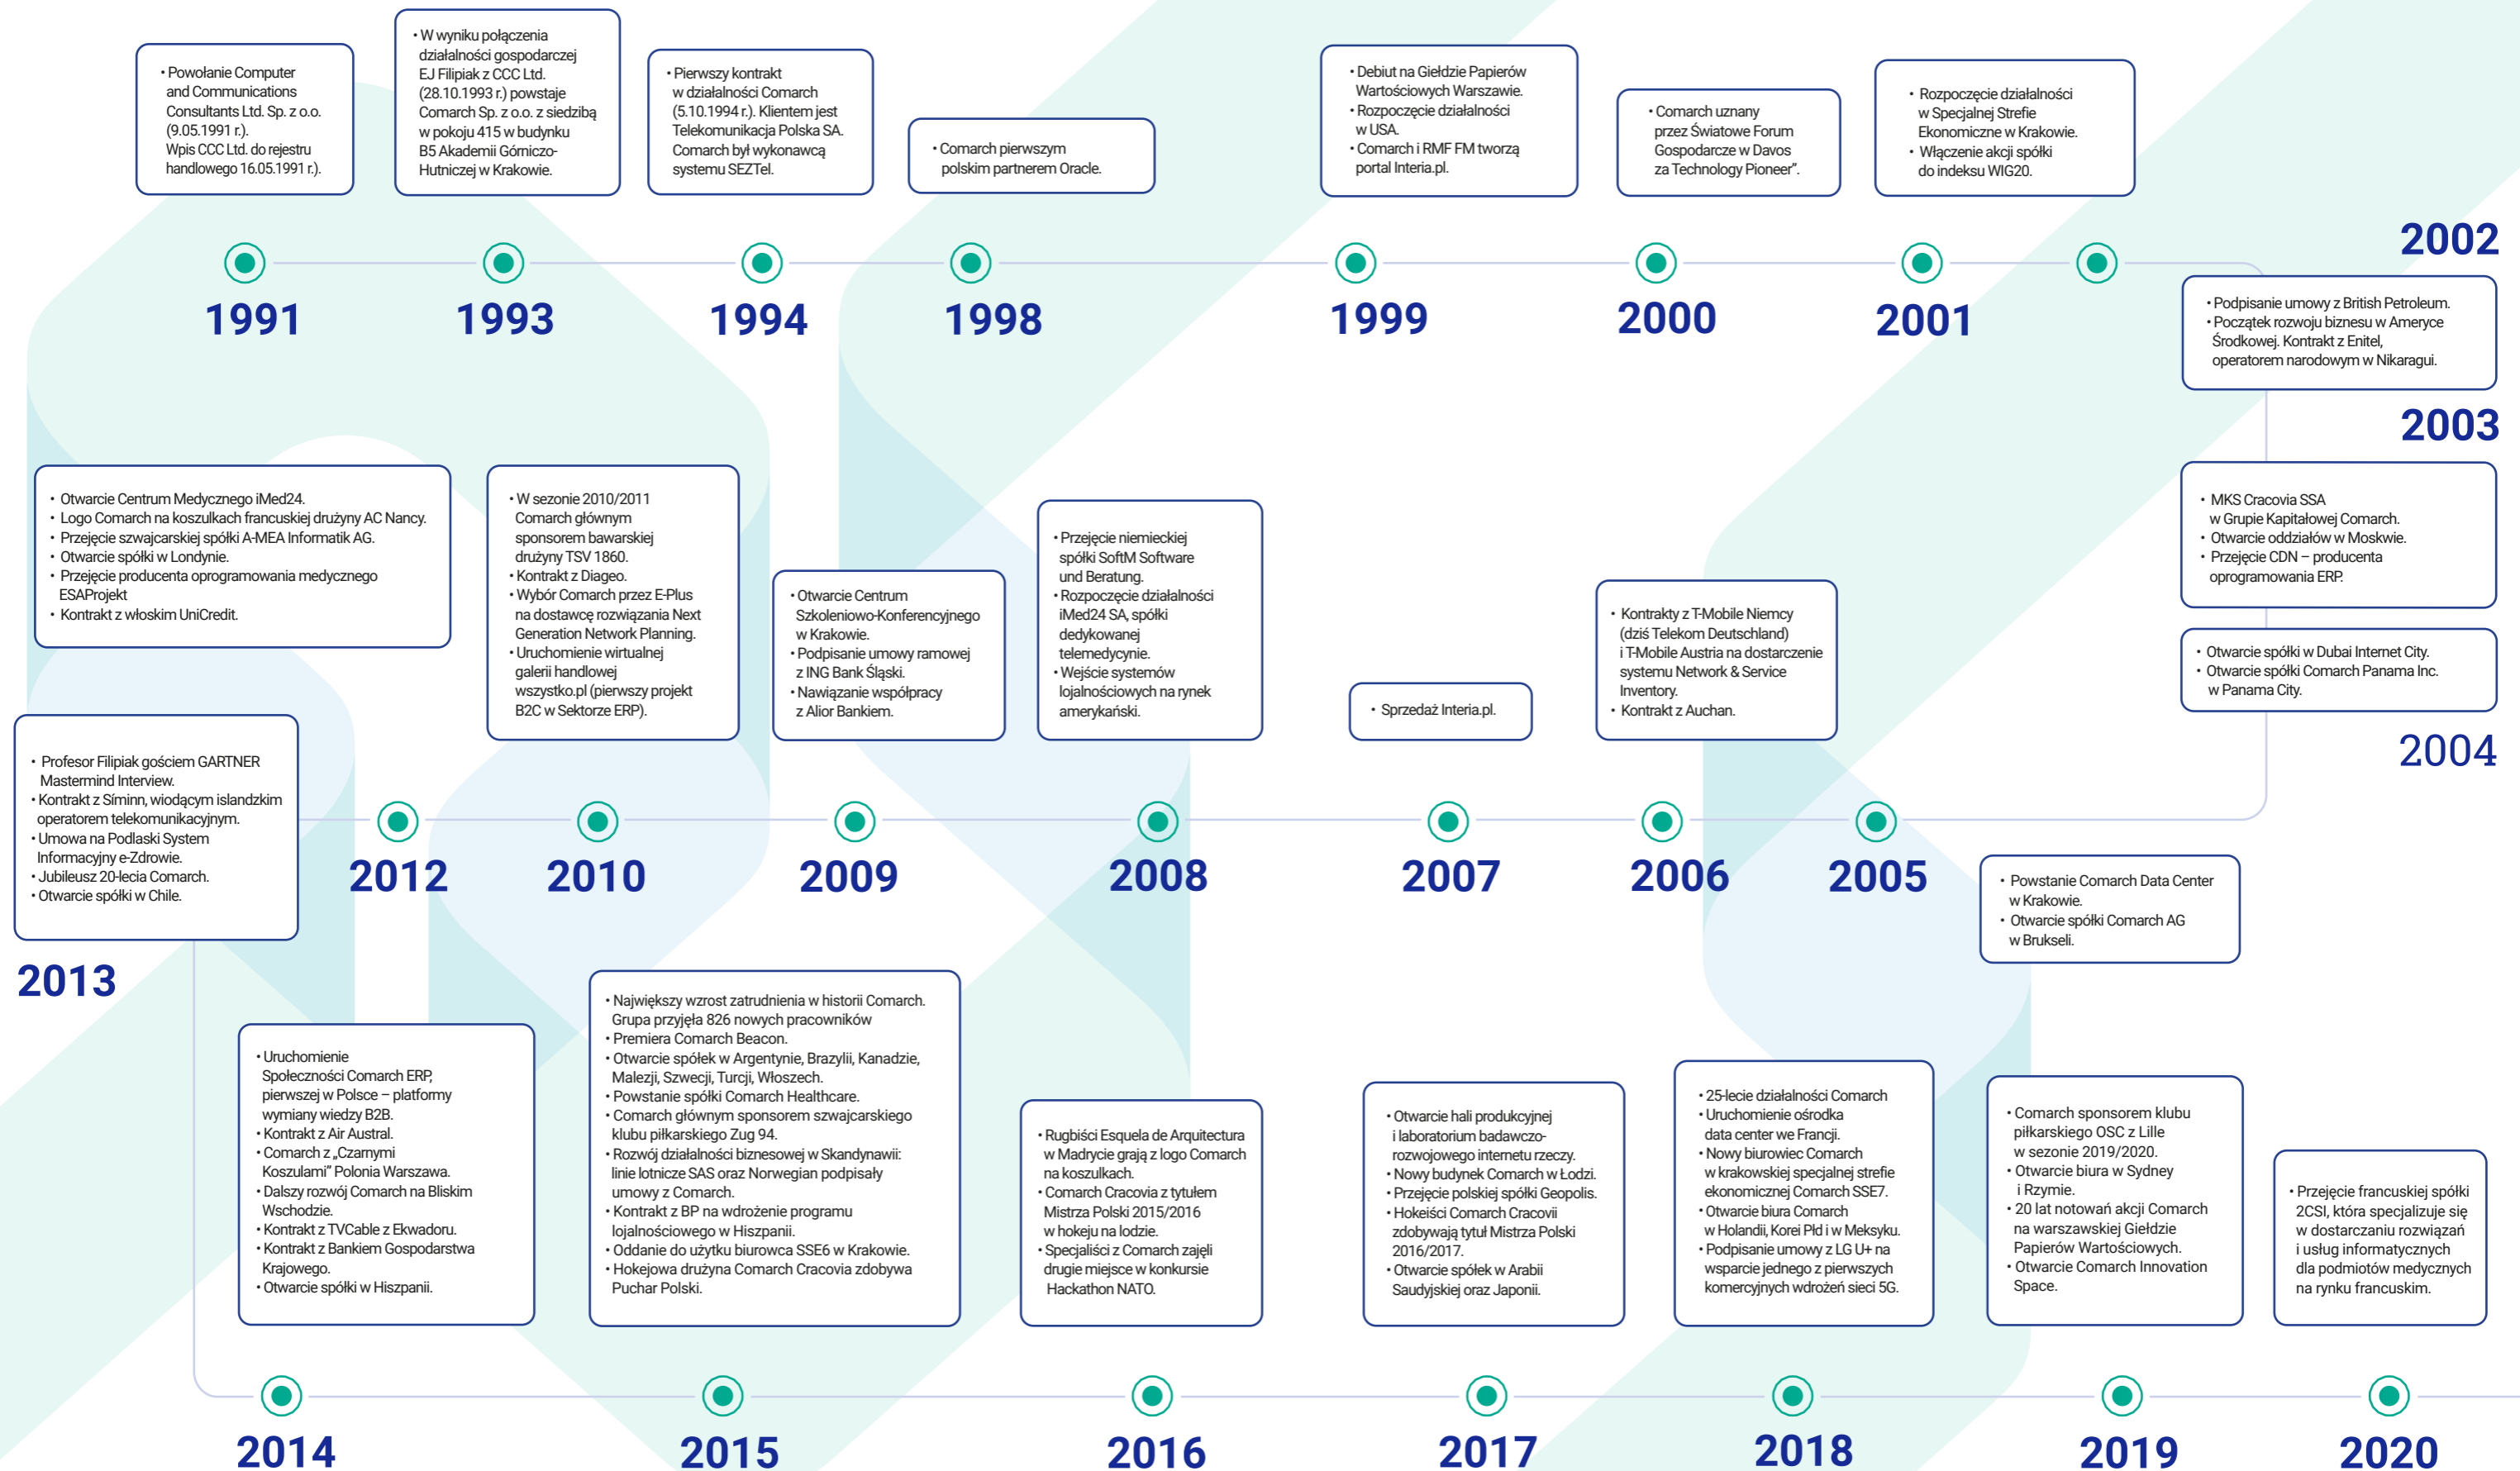 • Powołanie Computer
and Communications
Consultants Ltd. Sp. z o.o.
(9.05.1991 r.).
Wpis CCC Ltd. do rejestru
handlowego 16.05.1991 r.).
1991
• W wyniku połączenia
działalności gospodarczej
EJ Filipiak z CCC Ltd.
(28.10.1993 r.) powstaje
Comarch Sp. z o.o. z siedzibą
w pokoju 415 w budynku
B5 Akademii Górniczo-
Hutniczej w Krakowie.
1993
• Pierwszy kontrakt
w działalności Comarch
(5.10.1994 r.). Klientem jest
Telekomunikacja Polska SA.
Comarch był wykonawcą
systemu SEZTel.
1994
• Comarch pierwszym
polskim partnerem Oracle.
1998
• Debiut na Giełdzie Papierów
Wartościowych Warszawie.
• Rozpoczęcie działalności
w USA.
• Comarch i RMF FM tworzą
portal Interia.pl.
1999
• Comarch uznany
przez Światowe Forum
Gospodarcze w Davos
za Technology Pioneer”.
2000
• Rozpoczęcie działalności
w Specjalnej Strefie
Ekonomiczne w Krakowie.
• Włączenie akcji spółki
do indeksu WIG20.
2001
2002
• Podpisanie umowy z British Petroleum.
• Początek rozwoju biznesu w Ameryce
Środkowej. Kontrakt z Enitel,
operatorem narodowym w Nikaragui.
2003
• MKS Cracovia SSA
w Grupie Kapitałowej Comarch.
• Otwarcie oddziałów w Moskwie.
• Przejęcie CDN – producenta
oprogramowania ERP.
• Otwarcie spółki w Dubai Internet City.
• Otwarcie spółki Comarch Panama Inc.
w Panama City.
2004
• Powstanie Comarch Data Center
w Krakowie.
• Otwarcie spółki Comarch AG
w Brukseli.
2005
• Kontrakty z T-Mobile Niemcy
(dziś Telekom Deutschland)
i T-Mobile Austria na dostarczenie
systemu Network & Service
Inventory.
• Kontrakt z Auchan.
2006
• Sprzedaż Interia.pl.
2007
• Przejęcie niemieckiej
spółki SoftM Software
und Beratung.
• Rozpoczęcie działalności
iMed24 SA, spółki
dedykowanej
telemedycynie.
• Wejście systemów
lojalnościowych na rynek
amerykański.
2008
• Otwarcie Centrum
Szkoleniowo-Konferencyjnego
w Krakowie.
• Podpisanie umowy ramowej
z ING Bank Śląski.
• Nawiązanie współpracy
z Alior Bankiem.
2009
• W sezonie 2010/2011
Comarch głównym
sponsorem bawarskiej
drużyny TSV 1860.
• Kontrakt z Diageo.
• Wybór Comarch przez E-Plus
na dostawcę rozwiązania Next
Generation Network Planning.
• Uruchomienie wirtualnej
galerii handlowej
wszystko.pl (pierwszy projekt
B2C w Sektorze ERP).
2010
• Otwarcie Centrum Medycznego iMed24.
• Logo Comarch na koszulkach francuskiej drużyny AC Nancy.
• Przejęcie szwajcarskiej spółki A-MEA Informatik AG.
• Otwarcie spółki w Londynie.
• Przejęcie producenta oprogramowania medycznego
ESAProjekt
• Kontrakt z włoskim UniCredit.
2012
• Profesor Filipiak gościem GARTNER
Mastermind Interview.
• Kontrakt z Síminn, wiodącym islandzkim
operatorem telekomunikacyjnym.
• Umowa na Podlaski System
Informacyjny e-Zdrowie.
• Jubileusz 20-lecia Comarch.
• Otwarcie spółki w Chile.
2013
• Uruchomienie
Społeczności Comarch ERP,
pierwszej w Polsce – platformy
wymiany wiedzy B2B.
• Kontrakt z Air Austral.
• Comarch z „Czarnymi
Koszulami” Polonia Warszawa.
• Dalszy rozwój Comarch na Bliskim
Wschodzie.
• Kontrakt z TVCable z Ekwadoru.
• Kontrakt z Bankiem Gospodarstwa
Krajowego.
• Otwarcie spółki w Hiszpanii.
2014
• Największy wzrost zatrudnienia w historii Comarch.
Grupa przyjęła 826 nowych pracowników
• Premiera Comarch Beacon.
• Otwarcie spółek w Argentynie, Brazylii, Kanadzie,
Malezji, Szwecji, Turcji, Włoszech.
• Powstanie spółki Comarch Healthcare.
• Comarch głównym sponsorem szwajcarskiego
klubu piłkarskiego Zug 94.
• Rozwój działalności biznesowej w Skandynawii:
linie lotnicze SAS oraz Norwegian podpisały
umowy z Comarch.
• Kontrakt z BP na wdrożenie programu
lojalnościowego w Hiszpanii.
• Oddanie do użytku biurowca SSE6 w Krakowie.
• Hokejowa drużyna Comarch Cracovia zdobywa
Puchar Polski.
2015
• Rugbiści Esquela de Arquitectura
w Madrycie grają z logo Comarch
na koszulkach.
• Comarch Cracovia z tytułem
Mistrza Polski 2015/2016
w hokeju na lodzie.
• Specjaliści z Comarch zajęli
drugie miejsce w konkursie
Hackathon NATO.
2016
• Otwarcie hali produkcyjnej
i laboratorium badawczo-
rozwojowego internetu rzeczy.
• Nowy budynek Comarch w Łodzi.
• Przejęcie polskiej spółki Geopolis.
• Hokeiści Comarch Cracovii
zdobywają tytuł Mistrza Polski
2016/2017.
• Otwarcie spółek w Arabii
Saudyjskiej oraz Japonii.
2017
• 25-lecie działalności Comarch
• Uruchomienie ośrodka
data center we Francji.
• Nowy biurowiec Comarch
w krakowskiej specjalnej strefie
ekonomicznej Comarch SSE7.
• Otwarcie biura Comarch
w Holandii, Korei Płd i w Meksyku.
• Podpisanie umowy z LG U+ na
wsparcie jednego z pierwszych
komercyjnych wdrożeń sieci 5G.
2018
• Comarch sponsorem klubu
piłkarskiego OSC z Lille
w sezonie 2019/2020.
• Otwarcie biura w Sydney
i Rzymie.
• 20 lat notowań akcji Comarch
na warszawskiej Giełdzie
Papierów Wartościowych.
• Otwarcie Comarch Innovation
Space.
2019
• Przejęcie francuskiej spółki
2CSI, która specjalizuje się
w dostarczaniu rozwiązań
i usług informatycznych
dla podmiotów medycznych
na rynku francuskim.
2020